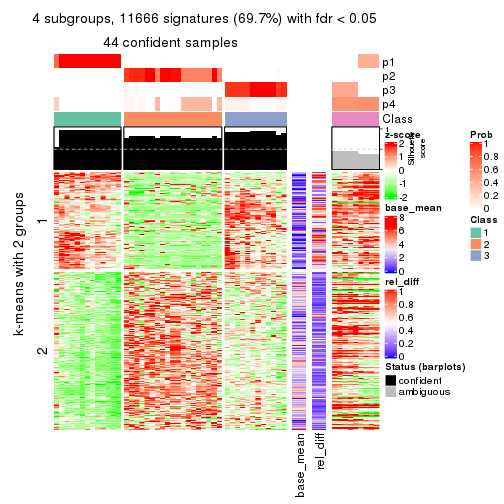 4 subgroups, 11666 signatures (69.7%) with fdr < 0.05
44 confident samples
p1
p2
p3
p4
Class
1
Silhouette
score
z-score
2
1
0
-1
-2
Prob
1
0.8
0.6
0.4
0.2
0
base_mean
8
6
4
2
0
Class
1
2
3
rel_diff
1
0.8
0.6
0.4
0.2
0
Status (barplots)
confident
ambiguous
k-means with 2 groups
1
2
base_mean
rel_diff